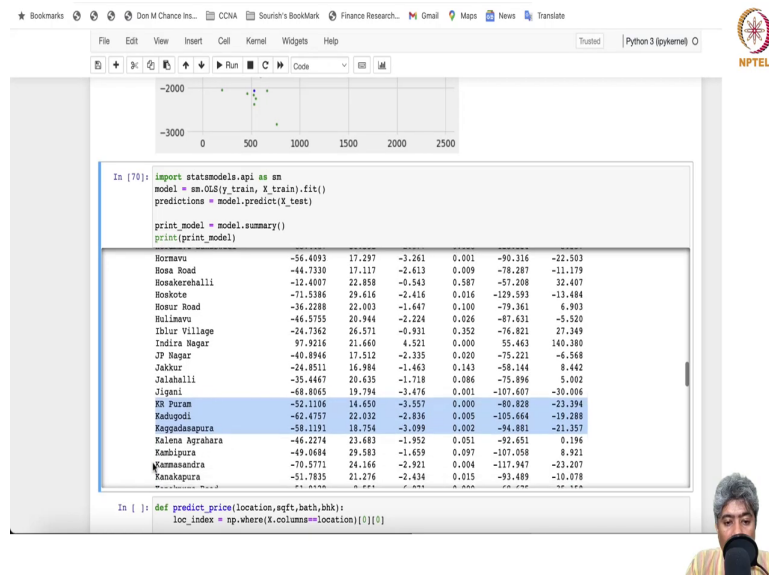 Bookmarks Don M Chance Ins... CCNA Sourish's BookMark Finance Research... Gmail Maps News Translate
File Edit View Insert Cell Kernel Widgets Help Trusted Python 3 (ipykernel)
NPTEL
Run Code
−2000
−3000
0 500 1000 1500 2000 2500
In [70]: import statsmodels.api as sm
model = sm.OLS(y_train, X_train).fit()
predictions = model.predict(X_test)
print_model = model.summary()
print(print_model)
Hormavu -56.4093 17.297 -3.261 0.001 -90.316 -22.503
Hosa Road -44.7330 17.117 -2.613 0.009 -78.287 -11.179
Hosakerehalli -12.4007 22.858 -0.543 0.587 -57.208 32.407
Hoskote -71.5386 29.616 -2.416 0.016 -129.593 -13.484
Hosur Road -36.2288 22.003 -1.647 0.100 -79.361 6.903
Hulimavu -46.5755 20.944 -2.224 0.026 -87.631 -5.520
Iblur Village -24.7362 26.571 -0.931 0.352 -76.821 27.349
Indira Nagar 97.9216 21.660 4.521 0.000 55.463 140.380
JP Nagar -40.8946 17.512 -2.335 0.020 -75.221 -6.568
Jakkur -24.8511 16.984 -1.463 0.143 -58.144 8.442
Jalahalli -35.4467 20.635 -1.718 0.086 -75.896 5.002
Jigani -68.8065 19.794 -3.476 0.001 -107.607 -30.006
KR Puram -52.1106 14.650 -3.557 0.000 -80.828 -23.394
Kadugodi -62.4757 22.032 -2.836 0.005 -105.664 -19.288
Kaggadasapura -58.1191 18.754 -3.099 0.002 -94.881 -21.357
Kalena Agrahara -46.2274 23.683 -1.952 0.051 -92.651 0.196
Kambipura -49.0684 29.583 -1.659 0.097 -107.058 8.921
Kammasandra -70.5771 24.166 -2.921 0.004 -117.947 -23.207
Kanakapura -51.7835 21.276 -2.434 0.015 -93.489 -10.078
In [ ]: def predict_price(location,sqft,bath,bhk):
loc_index = np.where(X.columns==location)[0][0]